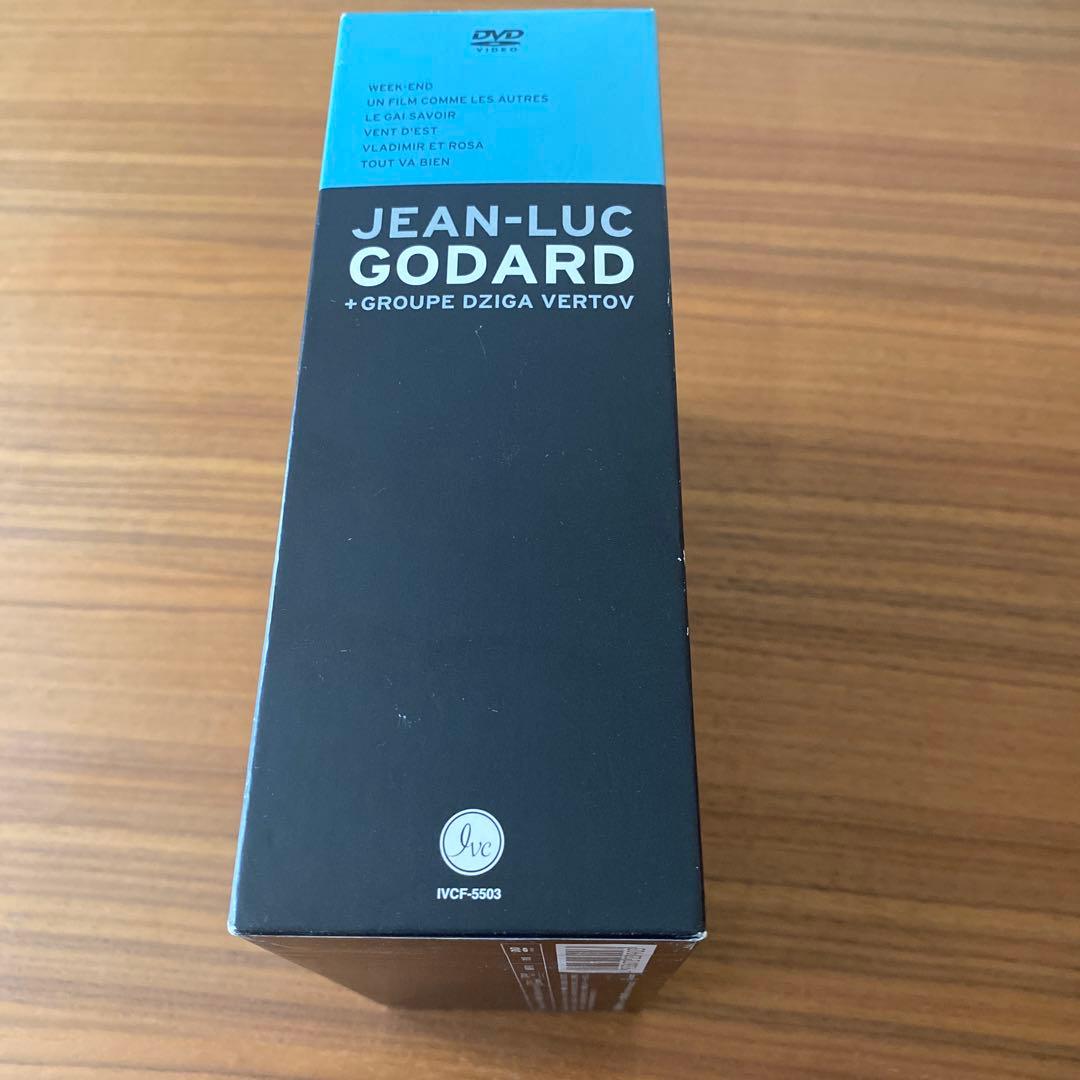 DVD
VIDEO
WEEK-END
UN FILM COMME LES AUTRES
LE GAI SAVOIR
VENT D'EST
VLADIMIR ET ROSA
TOUT VA BIEN
JEAN-LUC
GODARD
+GROUPE DZIGA VERTOV
Ivc
IVCF-5503